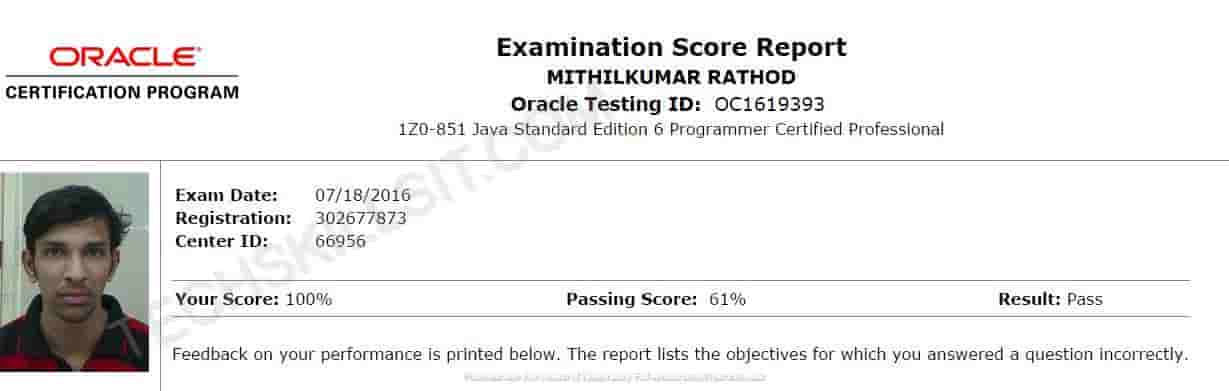 ORACLE®
CERTIFICATION PROGRAM
Examination Score Report
MITHILKUMAR RATHOD
Oracle Testing ID: OC1619393
1Z0-851 Java Standard Edition 6 Programmer Certified Professional
Exam Date: 07/18/2016
Registration: 302677873
Center ID: 66956
Your Score: 100% Passing Score: 61% Result: Pass
Feedback on your performance is printed below. The report lists the objectives for which you answered a question incorrectly.
TECHSKILLSIT.COM